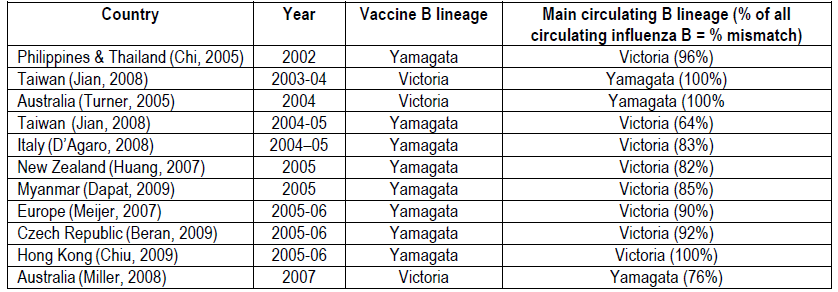 Country Year Vaccine B lineage Main circulating B lineage (% of all
circulating influenza B = % mismatch)
Philippines & Thailand (Chi, 2005) 2002 Yamagata Victoria (96%)
Taiwan (Jian, 2008) 2003-04 Victoria Yamagata (100%)
Australia (Turner, 2005) 2004 Victoria Yamagata (100%
Taiwan (Jian, 2008) 2004-05 Yamagata Victoria (64%)
Italy (D'Agaro, 2008) 2004–05 Yamagata Victoria (83%)
New Zealand (Huang, 2007) 2005 Yamagata Victoria (82%)
Myanmar (Dapat, 2009) 2005 Yamagata Victoria (85%)
Europe (Meijer, 2007) 2005-06 Yamagata Victoria (90%)
Czech Republic (Beran, 2009) 2005-06 Yamagata Victoria (92%)
Hong Kong (Chiu, 2009) 2005-06 Yamagata Victoria (100%)
Australia (Miller, 2008) 2007 Victoria Yamagata (76%)